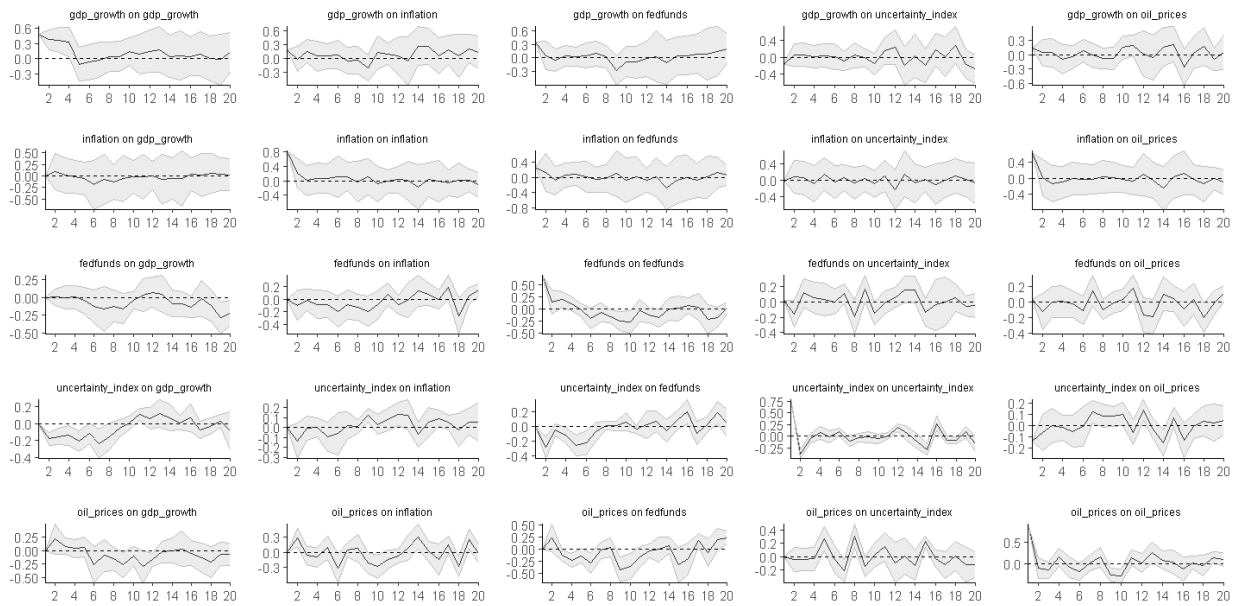 gdp_growth on gdp_growth
gdp_growth on inflation
gdp_growth on fedfunds
gdp_growth on uncertainty_index
gdp_growth on oil_prices
0.6
0.3
0.0
-0.3
2 4 6 8 10 12 14 16 18 20
0.6
0.3
0.0
-0.3
2 4 6 8 10 12 14 16 18 20
0.6
0.3
0.0
-0.3
2 4 6 8 10 12 14 16 18 20
0.4
0.0
-0.4
2 4 6 8 10 12 14 16 18 20
0.6
0.3
0.0
-0.3
-0.6
2 4 6 8 10 12 14 16 18 20
inflation on gdp_growth
inflation on inflation
inflation on fedfunds
inflation on uncertainty_index
inflation on oil_prices
0.50
0.25
0.00
-0.25
-0.50
2 4 6 8 10 12 14 16 18 20
0.8
0.4
0.0
-0.4
2 4 6 8 10 12 14 16 18 20
0.4
0.0
-0.4
-0.8
2 4 6 8 10 12 14 16 18 20
0.4
0.0
-0.4
2 4 6 8 10 12 14 16 18 20
0.4
0.0
-0.4
2 4 6 8 10 12 14 16 18 20
fedfunds on gdp_growth
fedfunds on inflation
fedfunds on fedfunds
fedfunds on uncertainty_index
fedfunds on oil_prices
0.25
0.00
-0.25
-0.50
2 4 6 8 10 12 14 16 18 20
0.2
0.0
-0.2
-0.4
2 4 6 8 10 12 14 16 18 20
0.50
0.25
0.00
-0.25
-0.50
2 4 6 8 10 12 14 16 18 20
0.2
0.0
-0.2
-0.4
2 4 6 8 10 12 14 16 18 20
0.2
0.0
-0.2
-0.4
2 4 6 8 10 12 14 16 18 20
uncertainty_index on gdp_growth
uncertainty_index on inflation
uncertainty_index on fedfunds
uncertainty_index on uncertainty_index
uncertainty_index on oil_prices
0.2
0.0
-0.2
-0.4
2 4 6 8 10 12 14 16 18 20
0.2
0.1
0.0
-0.1
-0.2
-0.3
2 4 6 8 10 12 14 16 18 20
0.2
0.0
-0.2
-0.4
2 4 6 8 10 12 14 16 18 20
0.75
0.50
0.25
0.00
-0.25
2 4 6 8 10 12 14 16 18 20
0.2
0.1
0.0
-0.1
-0.2
2 4 6 8 10 12 14 16 18 20
oil_prices on gdp_growth
oil_prices on inflation
oil_prices on fedfunds
oil_prices on uncertainty_index
oil_prices on oil_prices
0.50
0.25
0.00
-0.25
-0.50
2 4 6 8 10 12 14 16 18 20
0.3
0.0
-0.3
2 4 6 8 10 12 14 16 18 20
0.50
0.25
0.00
-0.25
-0.50
2 4 6 8 10 12 14 16 18 20
0.4
0.2
0.0
-0.2
2 4 6 8 10 12 14 16 18 20
0.5
0.0
2 4 6 8 10 12 14 16 18 20